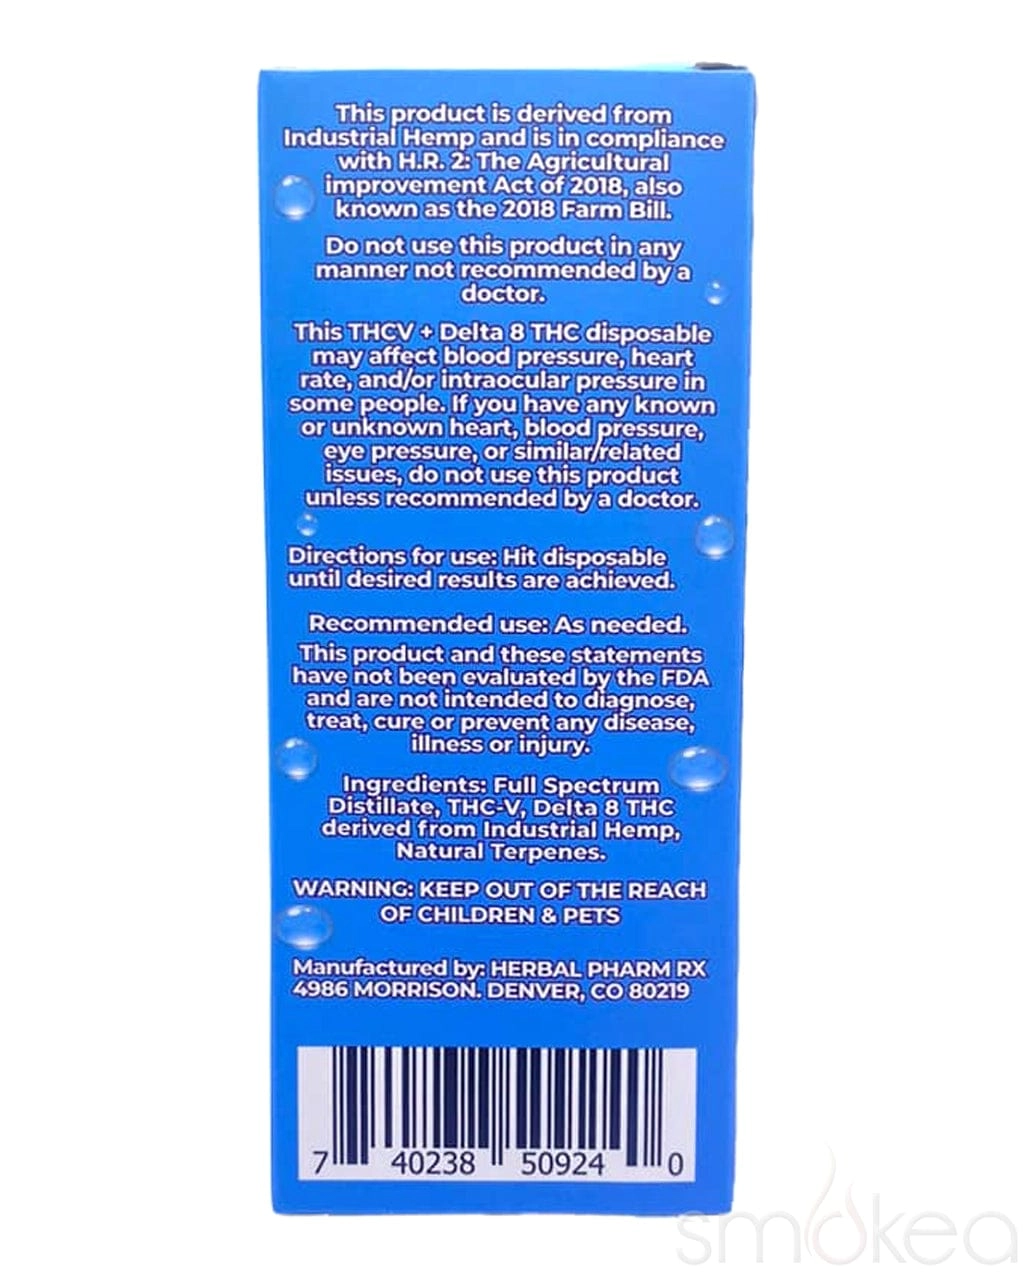 This product is derived from
Industrial Hemp and is in compliance
with H.R. 2: The Agricultural
improvement Act of 2018, also
known as the 2018 Farm Bill.
Do not use this product in any
manner not recommended by a
doctor.
This THCV + Delta 8 THC disposable
may affect blood pressure, heart
rate, and/or intraocular pressure in
some people. If you have any known
or unknown heart, blood pressure,
eye pressure, or similar/related
issues, do not use this product
unless recommended by a doctor.
Directions for use: Hit disposable
until desired results are achieved.
Recommended use: As needed.
This product and these statements
have not been evaluated by the FDA
and are not intended to diagnose,
treat, cure or prevent any disease,
illness or injury.
Ingredients: Full Spectrum
Distillate, THC-V, Delta 8 THC
derived from Industrial Hemp,
Natural Terpenes.
WARNING: KEEP OUT OF THE REACH
OF CHILDREN & PETS
Manufactured by: HERBAL PHARM RX
4986 MORRISON. DENVER, CO 80219
7 40238 50924 0
smokea